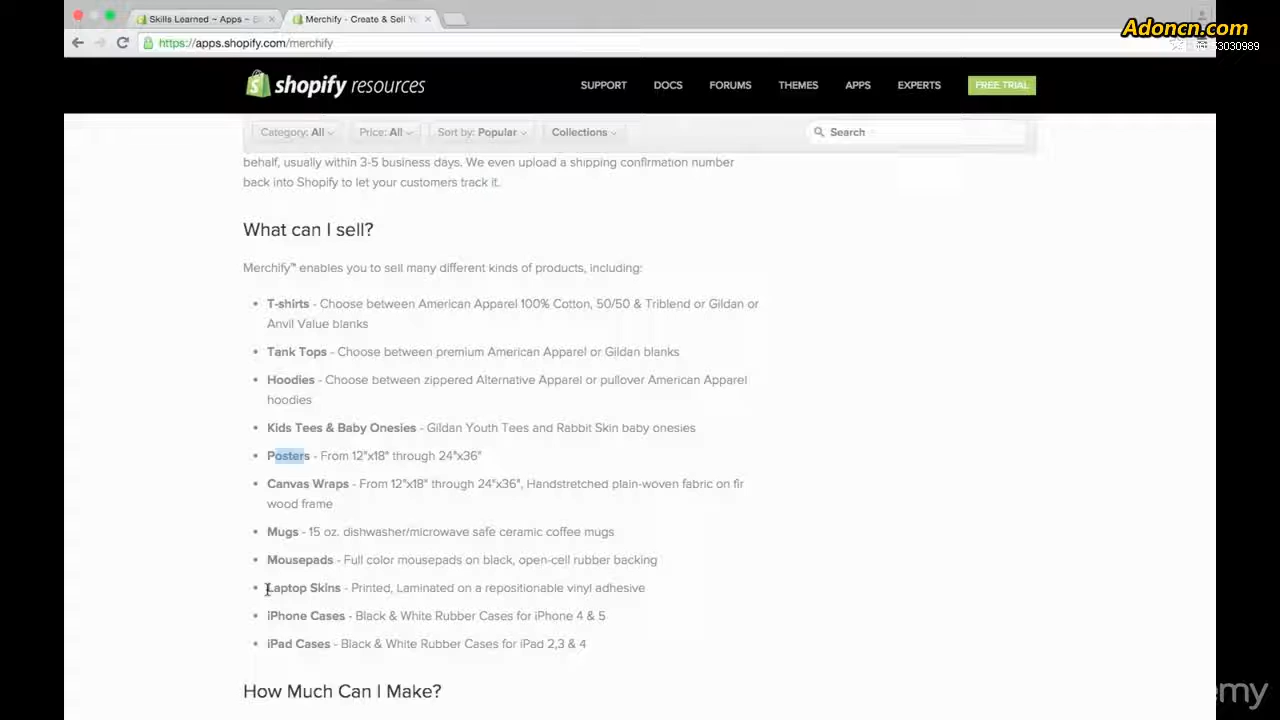 Skills Learned ~ Apps ~
Merchify - Create & Sell
Adoncn.com
https://apps.shopify.com/merchify
53030989
shopify resources
SUPPORT DOCS FORUMS THEMES APPS EXPERTS FREE TRIAL
Category: All Price: All Sort by: Popular Collections Search
behalf, usually within 3-5 business days. We even upload a shipping confirmation number
back into Shopify to let your customers track it.
What can I sell?
Merchify™ enables you to sell many different kinds of products, including:
• T-shirts - Choose between American Apparel 100% Cotton, 50/50 & Triblend or Gildan or
Anvil Value blanks
• Tank Tops - Choose between premium American Apparel or Gildan blanks
• Hoodies - Choose between zippered Alternative Apparel or pullover American Apparel
hoodies
• Kids Tees & Baby Onesies - Gildan Youth Tees and Rabbit Skin baby onesies
• Posters - From 12"x18" through 24"x36"
• Canvas Wraps - From 12"x18" through 24"x36", Handstretched plain-woven fabric on fir
wood frame
• Mugs - 15 oz. dishwasher/microwave safe ceramic coffee mugs
• Mousepads - Full color mousepads on black, open-cell rubber backing
• Laptop Skins - Printed, Laminated on a repositionable vinyl adhesive
• iPhone Cases - Black & White Rubber Cases for iPhone 4 & 5
• iPad Cases - Black & White Rubber Cases for iPad 2,3 & 4
How Much Can I Make?